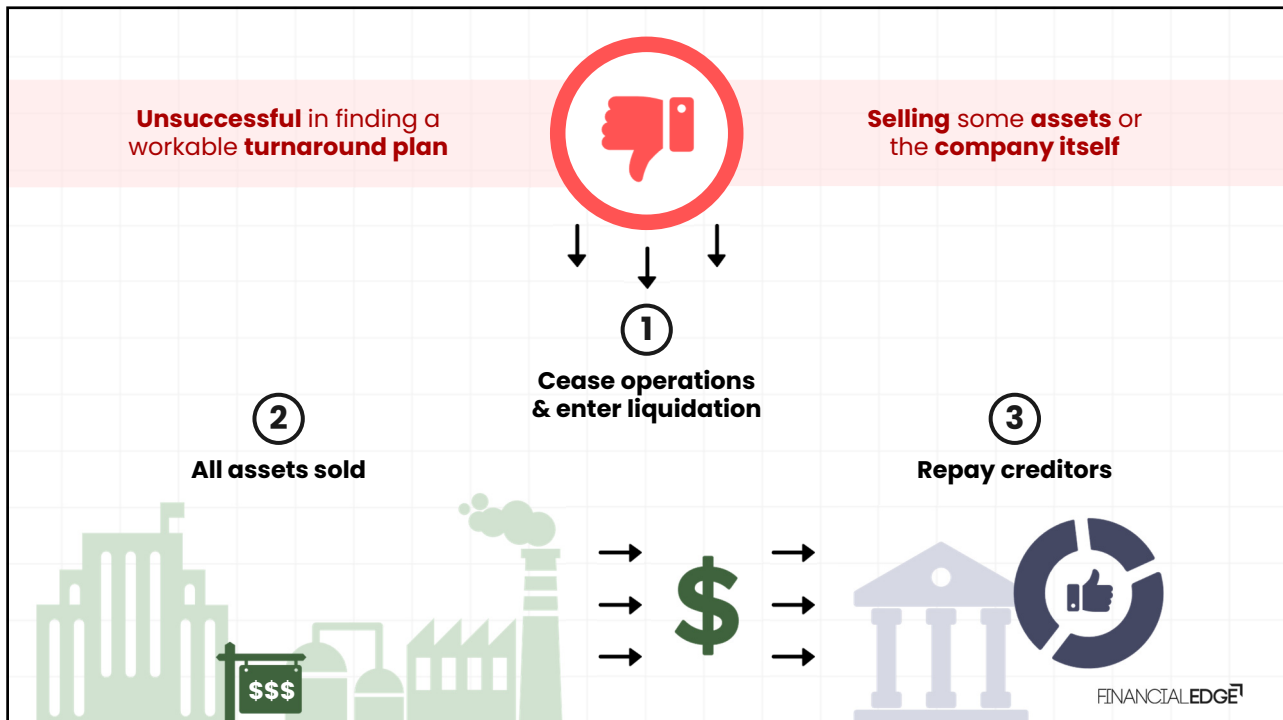 Unsuccessful in finding a
workable turnaround plan
Selling some assets or
the company itself
1
Cease operations
& enter liquidation
2
All assets sold
3
Repay creditors
$$$
$
FINANCIALEDGE